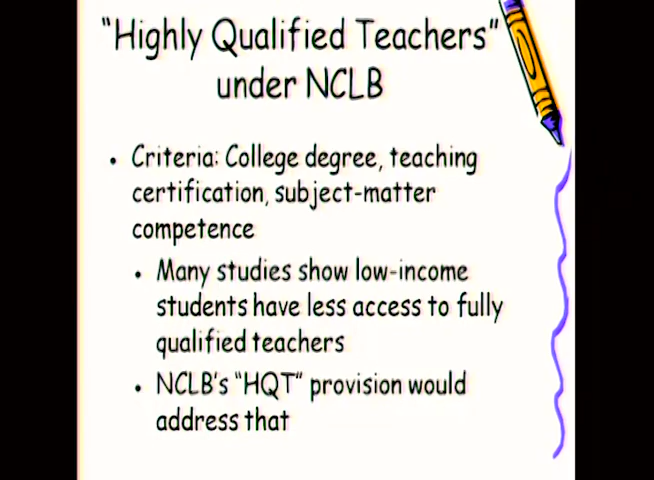 “Highly Qualified Teachers”
under NCLB
• Criteria: College degree, teaching
certification, subject-matter
competence
• Many studies show low-income
students have less access to fully
qualified teachers
• NCLB’s “HQT” provision would
address that